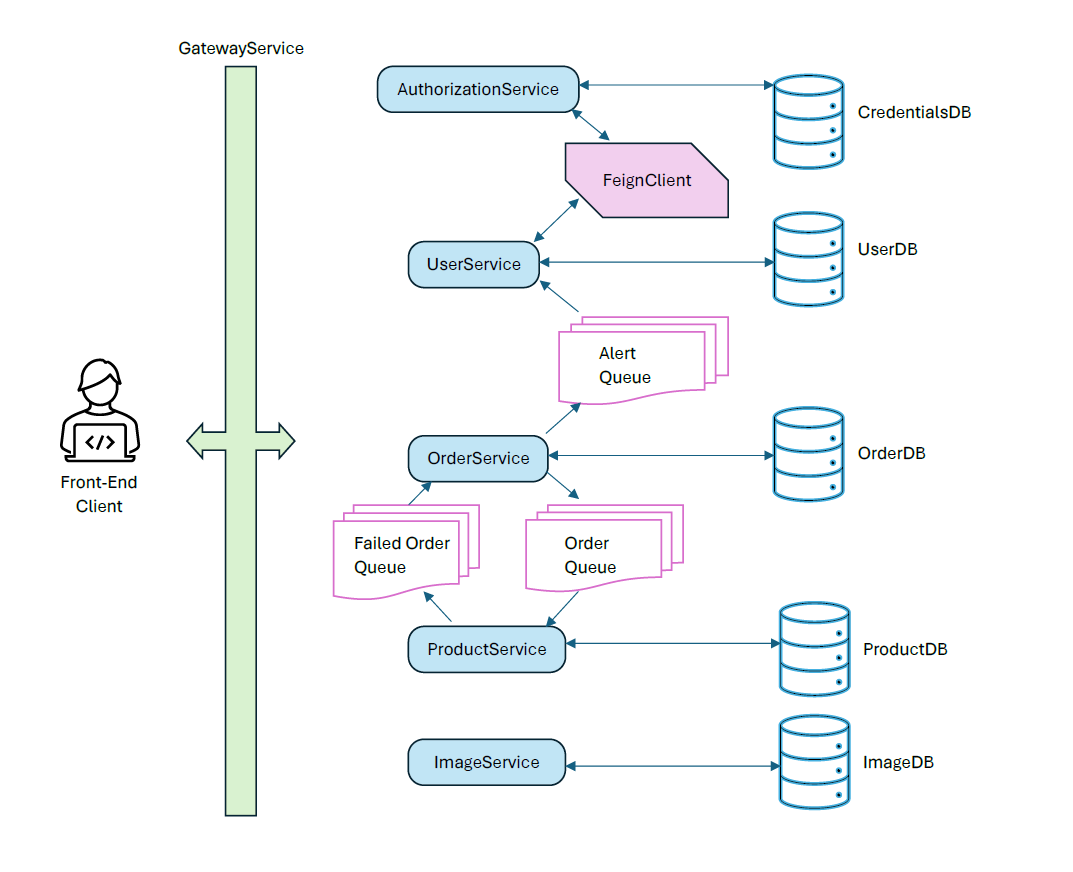 GatewayService
AuthorizationService
CredentialsDB
FeignClient
UserService
UserDB
Alert
Queue
Front-End
Client
</>
OrderService
OrderDB
Failed Order
Queue
Order
Queue
ProductService
ProductDB
ImageService
ImageDB